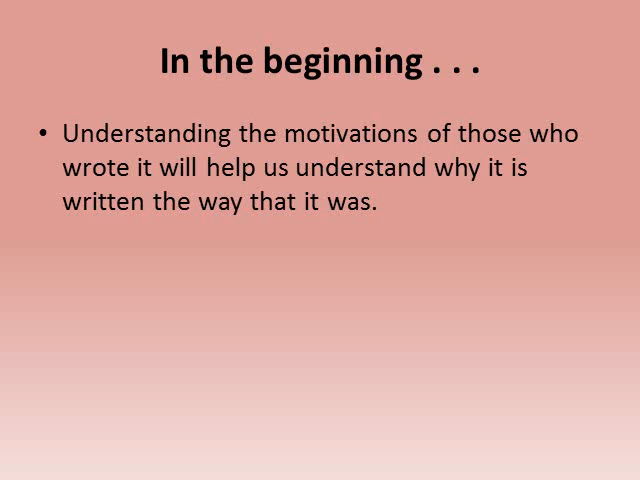 In the beginning . . .
• Understanding the motivations of those who
wrote it will help us understand why it is
written the way that it was.